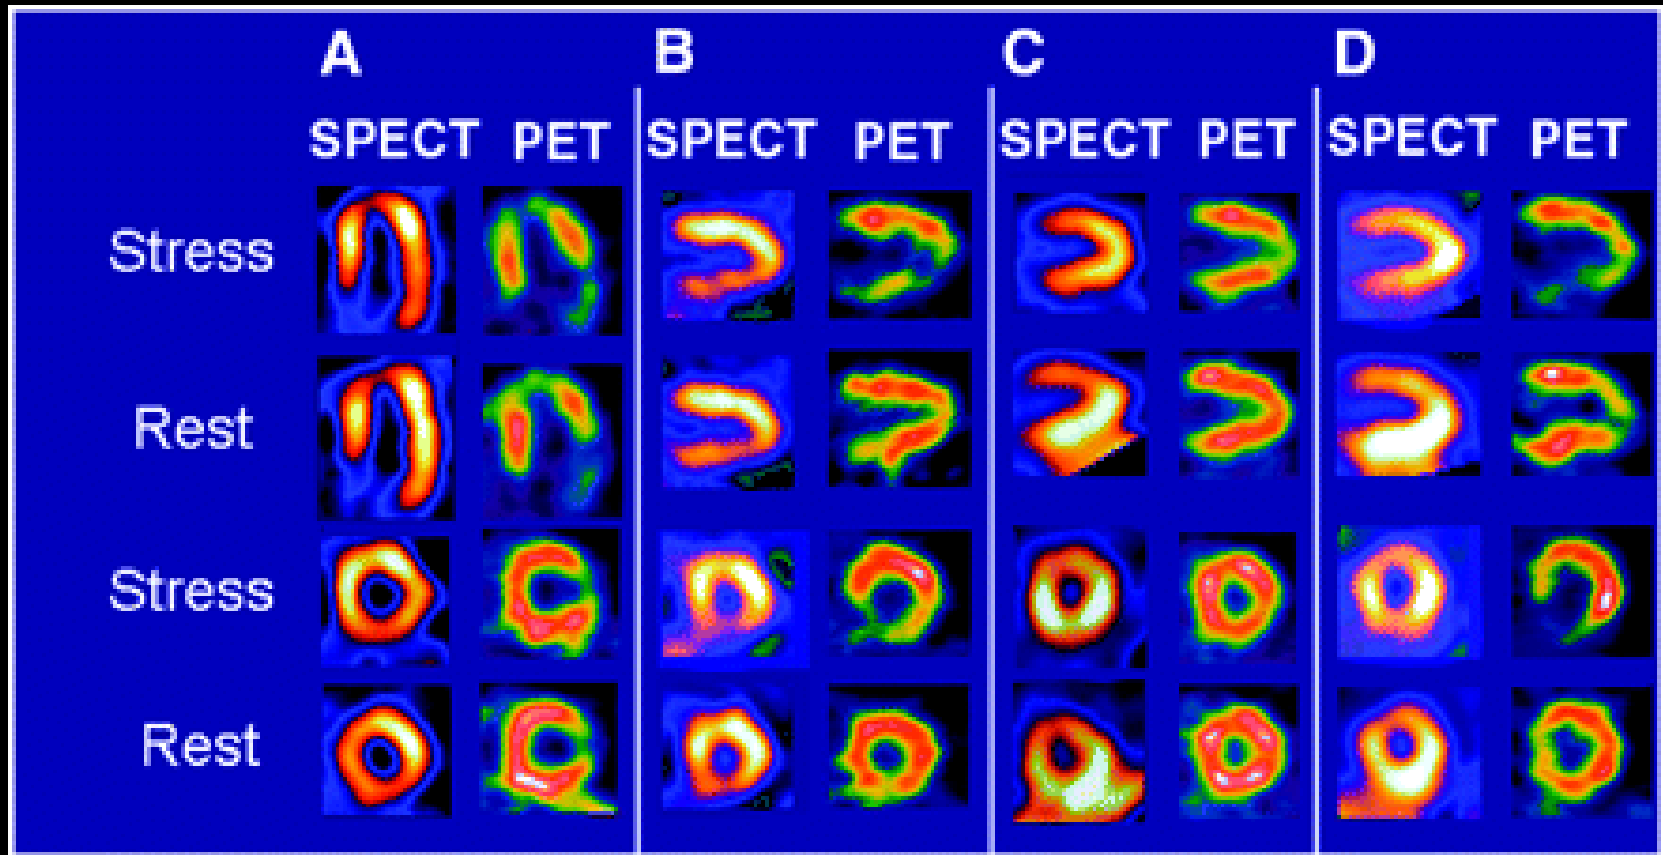 A B C D
SPECT PET SPECT PET SPECT PET SPECT PET
Stress
Rest
Stress
Rest